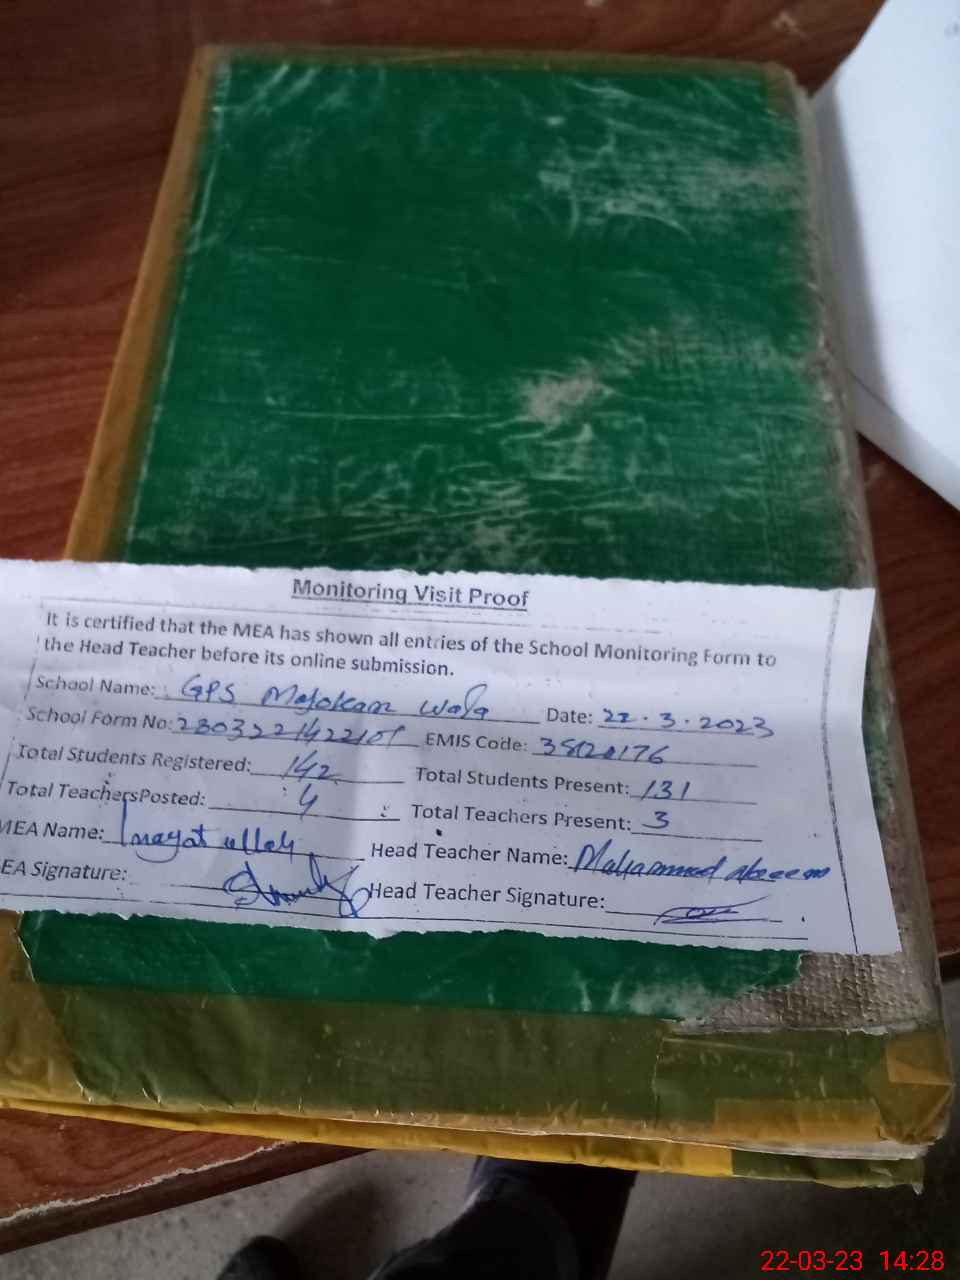 Monitoring Visit Proof
It is certified that the MEA has shown all entries of the School Monitoring Form to
the Head Teacher before its online submission.
School Name: GPS Majokan wala Date: 22.3.2023
School Form No: EMIS Code:
Total Students Registered: 142 Total Students Present: 131
Total TeachersPosted: 4 Total Teachers Present: 3
MEA Name: Inayat ullah Head Teacher Name: Muhammad
EA Signature: Head Teacher Signature:
22-03-23 14:28